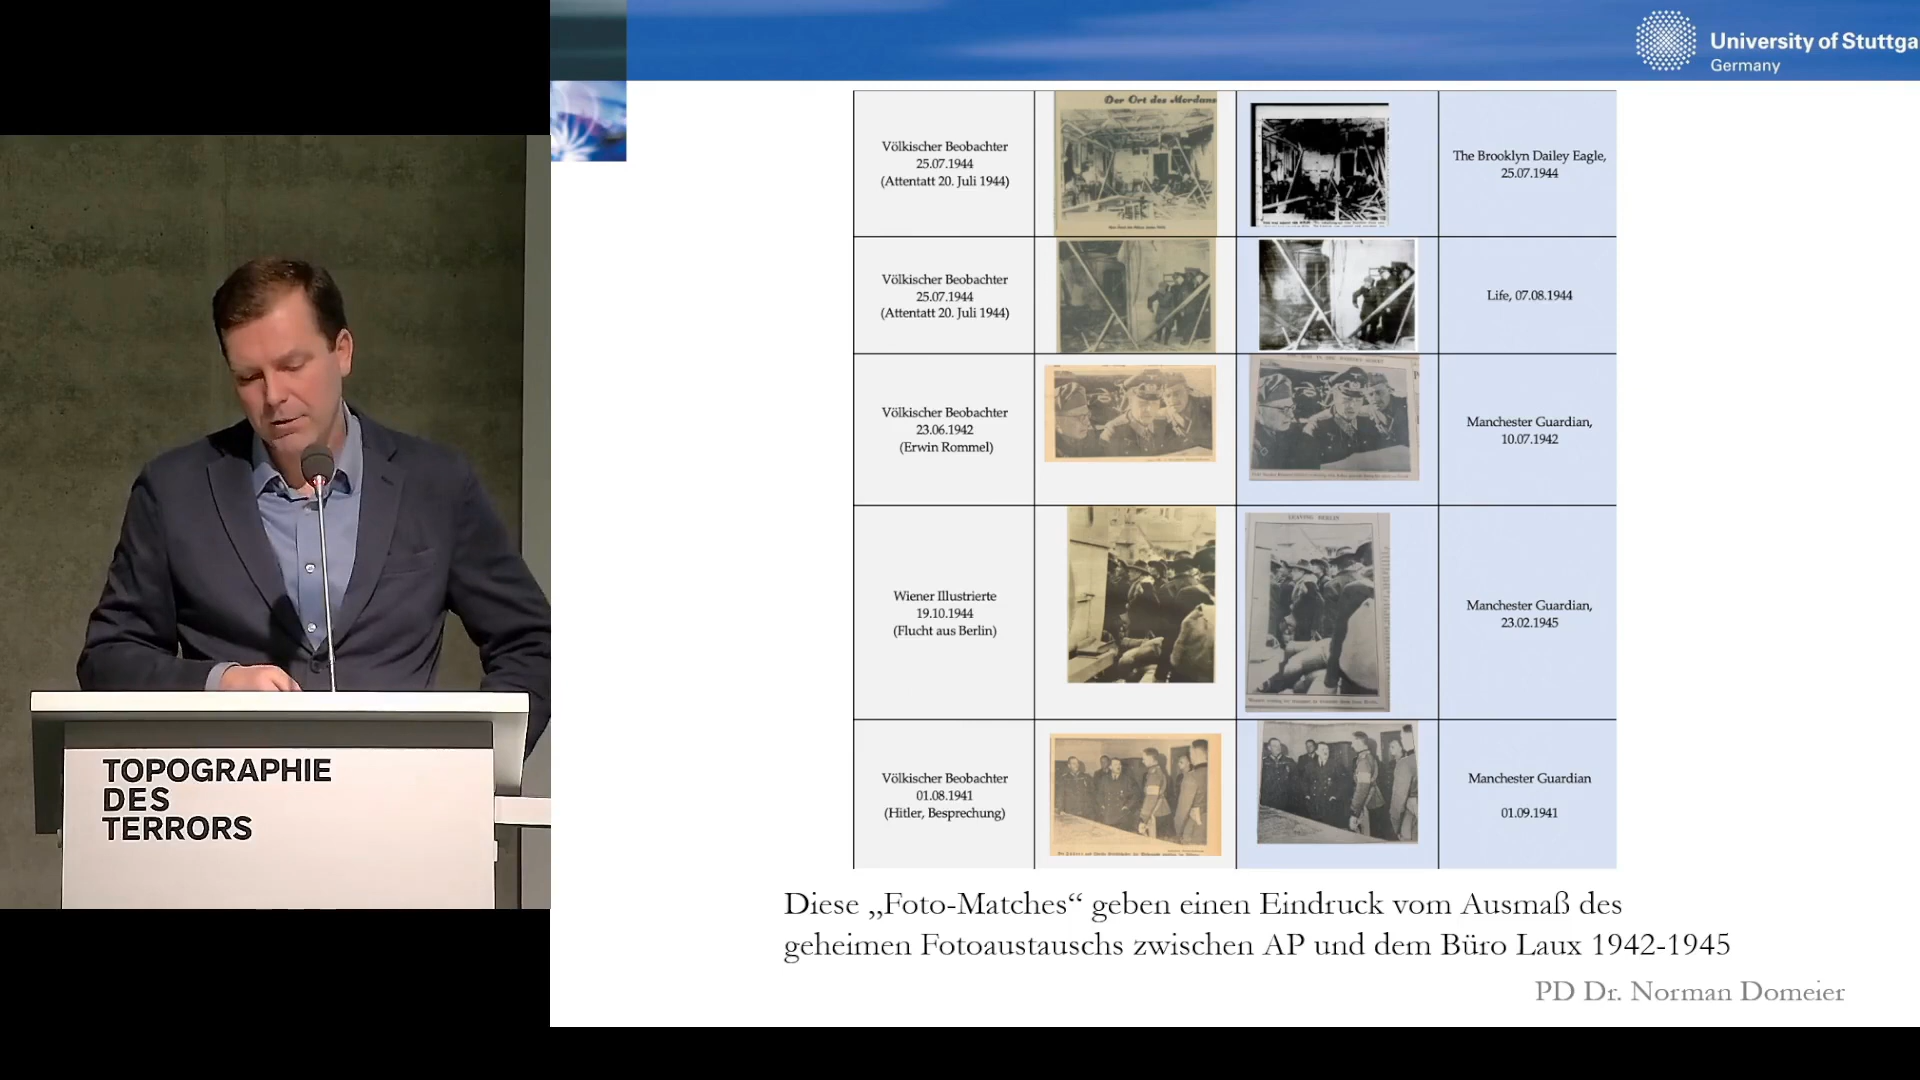 University of Stuttga
Germany
Völkischer Beobachter
25.07.1944
(Attentatt 20. Juli 1944)
Der Ort des Mordans
The Brooklyn Dailey Eagle,
25.07.1944
Völkischer Beobachter
25.07.1944
(Attentatt 20. Juli 1944)
Life, 07.08.1944
Völkischer Beobachter
23.06.1942
(Erwin Rommel)
Manchester Guardian,
10.07.1942
Wiener Illustrierte
19.10.1944
(Flucht aus Berlin)
LEAVING BERLIN
Manchester Guardian,
23.02.1945
Völkischer Beobachter
01.08.1941
(Hitler, Besprechung)
Manchester Guardian
01.09.1941
Diese „Foto-Matches“ geben einen Eindruck vom Ausmaß des
geheimen Fotoaustauschs zwischen AP und dem Büro Laux 1942-1945
PD Dr. Norman Domeier
TOPOGRAPHIE
DES
TERRORS